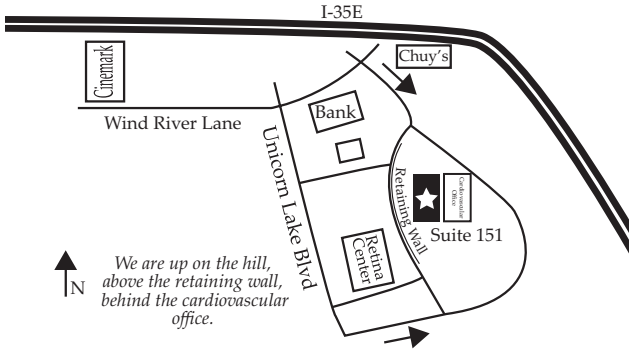 I-35E
Cinemark
Chuy's
Wind River Lane
Bank
Unicorn Lake Blvd
Retaining Wall
Cardiovascular
Office
Suite 151
Retina
Center
N
We are up on the hill,
above the retaining wall,
behind the cardiovascular
office.